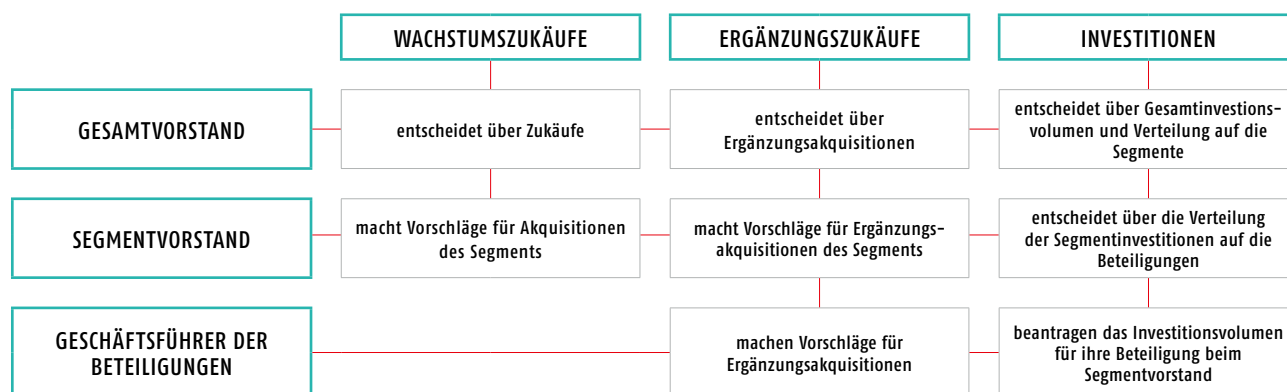 WACHSTUMSZUKÄUFE
ERGÄNZUNGSZUKÄUFE
INVESTITIONEN
GESAMTVORSTAND
entscheidet über Zukäufe
entscheidet über
Ergänzungsakquisitionen
entscheidet über Gesamtinvestions-
volumen und Verteilung auf die
Segmente
SEGMENTVORSTAND
macht Vorschläge für Akquisitionen
des Segments
macht Vorschläge für Ergänzungs-
akquisitionen des Segments
entscheidet über die Verteilung
der Segmentinvestitionen auf die
Beteiligungen
GESCHÄFTSFÜHRER DER
BETEILIGUNGEN
machen Vorschläge für
Ergänzungsakquisitionen
beantragen das Investitionsvolumen
für ihre Beteiligung beim
Segmentvorstand